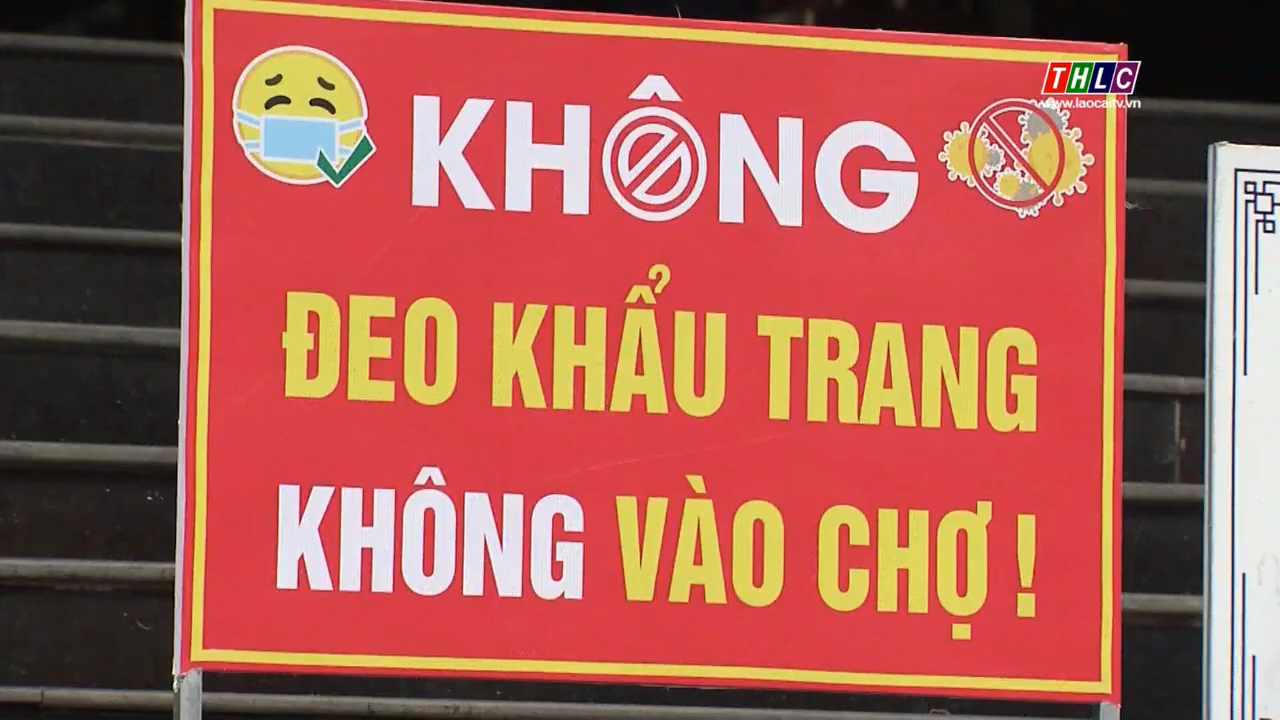 THLC
www.laocaitv.vn
KHÔNG
ĐEO KHẨU TRANG
KHÔNG VÀO CHỢ !